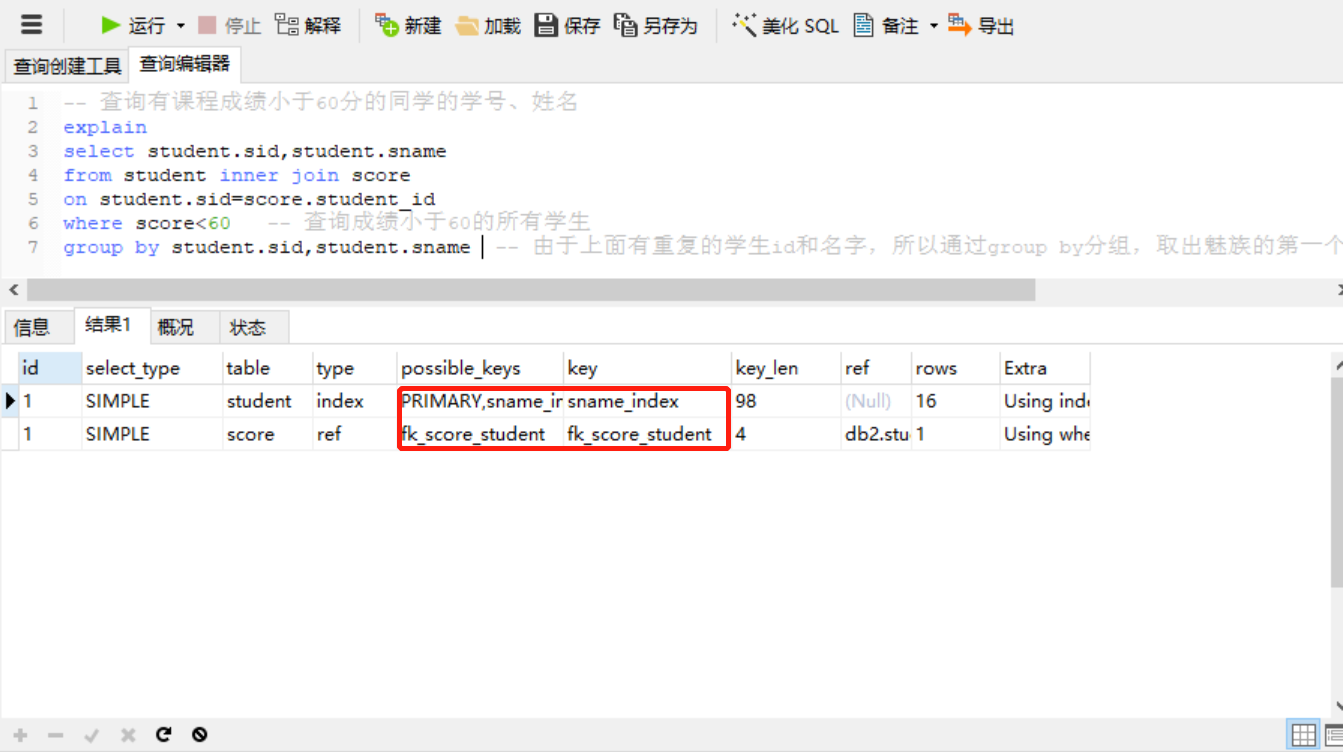 运行 停止 解释 新建 加载 保存 另存为 美化 SQL 备注 导出
查询创建工具 查询编辑器
1 -- 查询有课程成绩小于60分的同学的学号、姓名
2 explain
3 select student.sid,student.sname
4 from student inner join score
5 on student.sid=score.student_id
6 where score<60 -- 查询成绩小于60的所有学生
7 group by student.sid,student.sname -- 由于上面有重复的学生id和名字，所以通过group by分组，取出魅族的第一个
信息 结果1 概况 状态
id select_type table type possible_keys key key_len ref rows Extra
1 SIMPLE student index PRIMARY,sname_in sname_index 98 (Null) 16 Using inde
1 SIMPLE score ref fk_score_student fk_score_student 4 db2.stu 1 Using whe